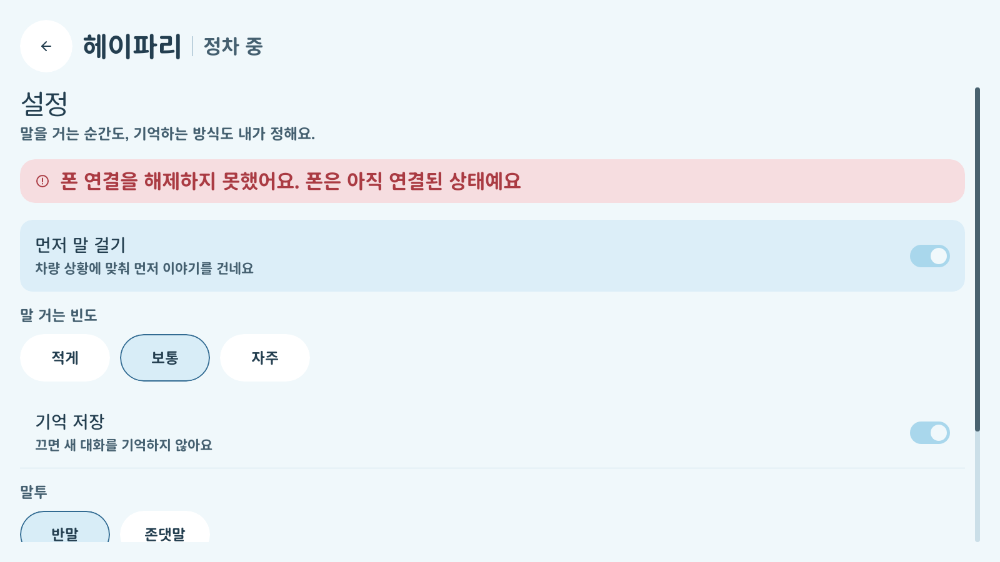 헤이파리
정차 중
설정
말을 거는 순간도, 기억하는 방식도 내가 정해요.
폰 연결을 해제하지 못했어요. 폰은 아직 연결된 상태예요
먼저 말 걸기
차량 상황에 맞춰 먼저 이야기를 건네요
말 거는 빈도
적게
보통
자주
기억 저장
끄면 새 대화를 기억하지 않아요
말투
반말
존댓말